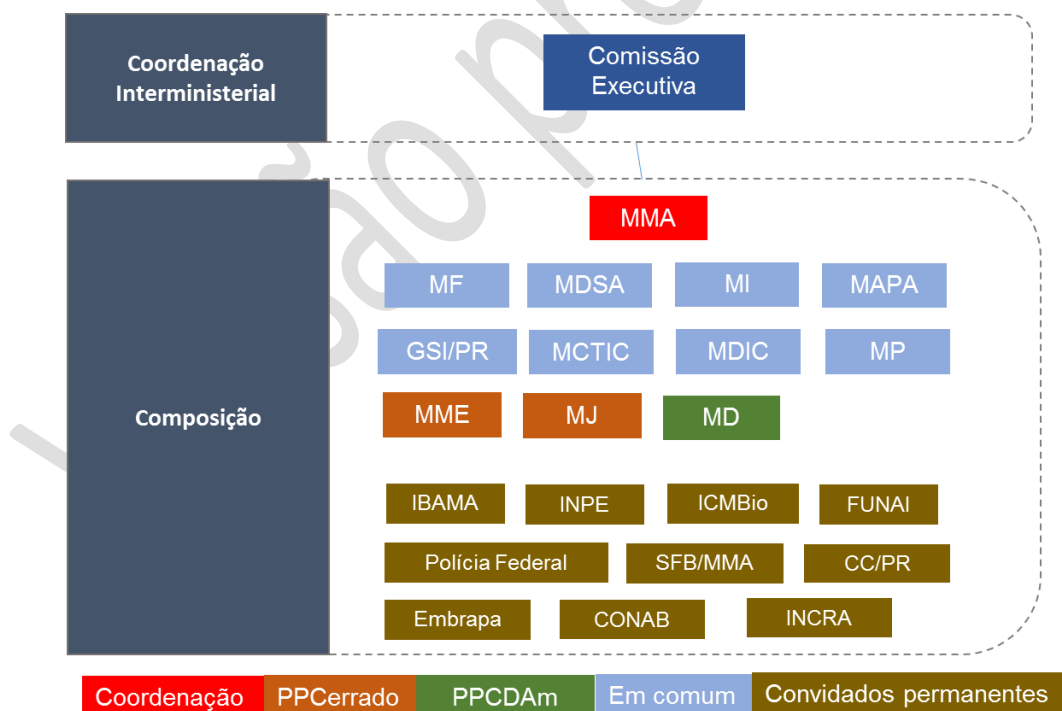 Coordenação
Interministerial
Comissão
Executiva
Composição
MMA
MF MDSA MI MAPA
GSI/PR MCTIC MDIC MP
MME MJ MD
IBAMA INPE ICMBio FUNAI
Polícia Federal SFB/MMA CC/PR
Embrapa CONAB INCRA
Coordenação PPCerrado PPCDAm Em comum Convidados permanentes